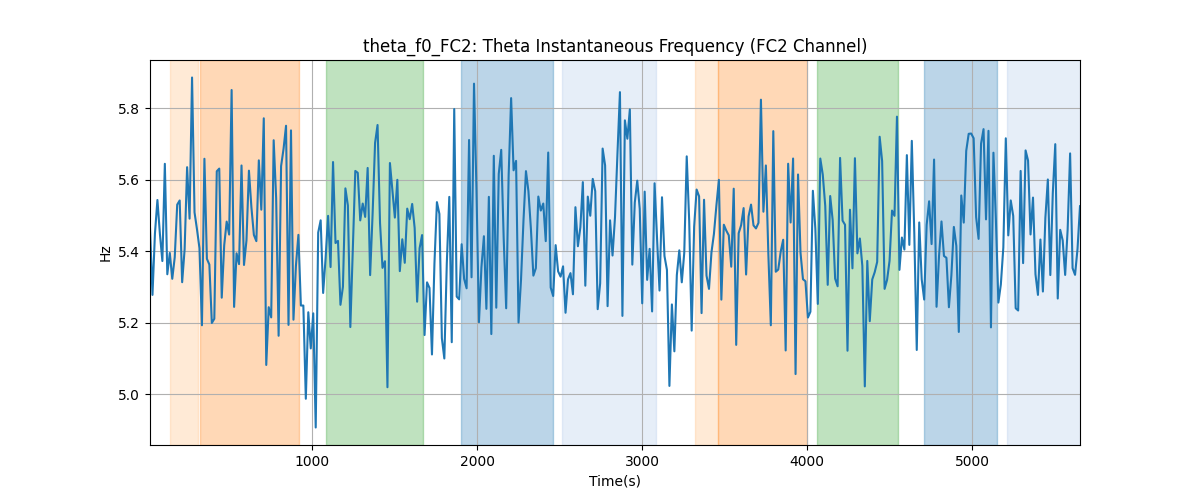 theta_f0_FC2: Theta Instantaneous Frequency (FC2 Channel)
Hz
5.8
5.6
5.4
5.2
5.0
1000 2000 3000 4000 5000
Time(s)